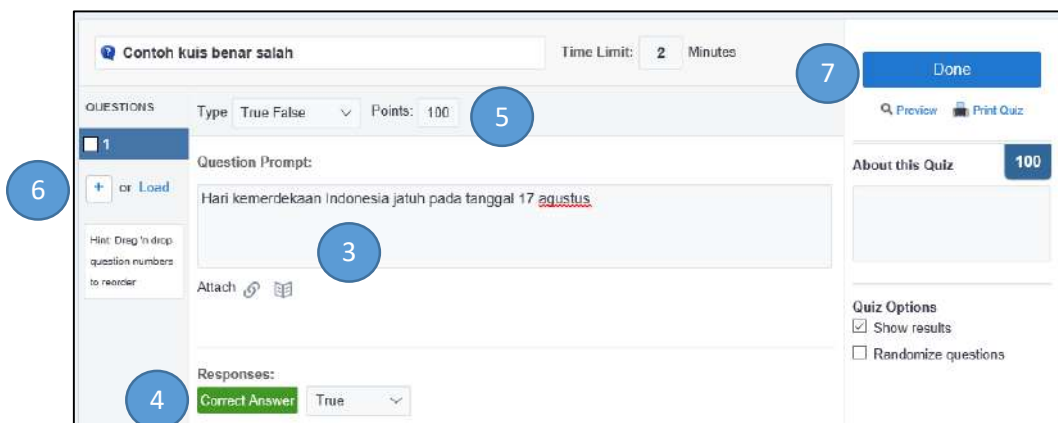 Contoh kuis benar salah
Time Limit: 2 Minutes
7
Done
Preview Print Quiz
QUESTIONS
Type True False Points: 100
5
1
Question Prompt:
About this Quiz 100
6
+ or Load
Hari kemerdekaan Indonesia jatuh pada tanggal 17 agustus
3
Hint: Drag 'n drop
question numbers
to reorder
Attach
Quiz Options
Show results
Randomize questions
Responses:
4
Correct Answer True